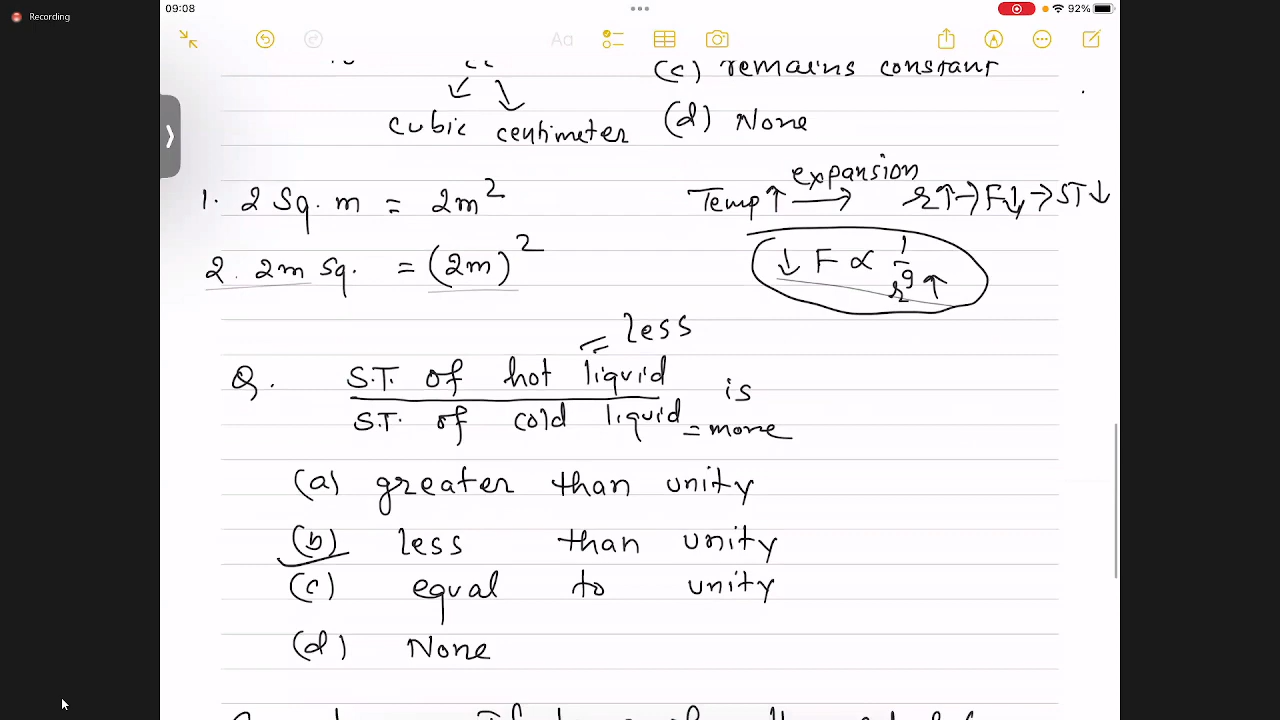 Recording
09:08
92%
Aa
(c) remains constant
cubic centimeter
(d) None
1. 2 Sq. m = 2m²
expansion
Temp↑ → r↑→F↓→ST↓
2. 2m Sq. = (2m)²
↓ F ∝ 1/r⁹ ↑
= less
Q. S.T. of hot liquid
is
S.T. of cold liquid = more
(a) greater than unity
(b) less than unity
(c) equal to unity
(d) None